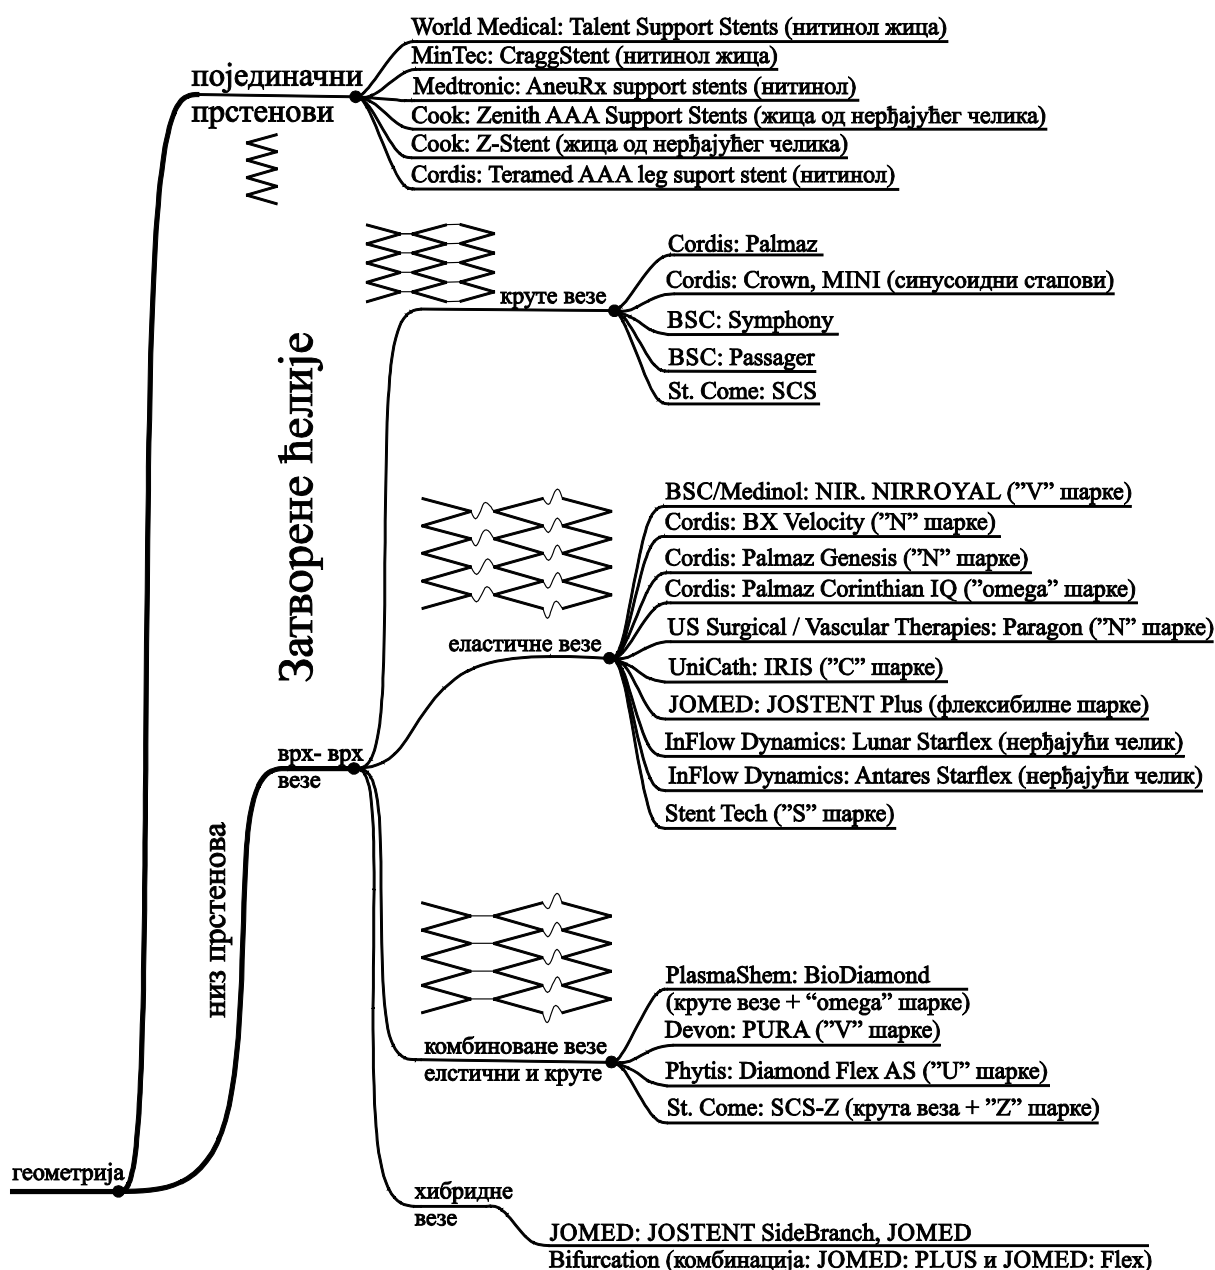 World Medical: Talent Support Stents (нитинол жица)
MinTec: CraggStent (нитинол жица)
Medtronic: AneuRx support stents (нитинол)
Cook: Zenith AAA Support Stents (жица од нерђајућег челика)
Cook: Z-Stent (жица од нерђајућег челика)
Cordis: Teramed AAA leg suport stent (нитинол)
појединачни
прстенови
Cordis: Palmaz
Cordis: Crown, MINI (синусоидни стапови)
BSC: Symphony
BSC: Passager
St. Come: SCS
круте везе
Затворене ћелије
BSC/Medinol: NIR. NIRROYAL (”V” шарке)
Cordis: BX Velocity (”N” шарке)
Cordis: Palmaz Genesis (”N” шарке)
Cordis: Palmaz Corinthian IQ (”omega” шарке)
US Surgical / Vascular Therapies: Paragon (”N” шарке)
UniCath: IRIS (”C” шарке)
JOMED: JOSTENT Plus (флексибилне шарке)
InFlow Dynamics: Lunar Starflex (нерђајући челик)
InFlow Dynamics: Antares Starflex (нерђајући челик)
Stent Tech (”S” шарке)
еластичне везе
врх- врх
везе
низ прстенова
PlasmaShem: BioDiamond
(круте везе + “omega” шарке)
Devon: PURA (”V” шарке)
Phytis: Diamond Flex AS (”U” шарке)
St. Come: SCS-Z (крута веза + ”Z” шарке)
комбиноване везе
елстични и круте
геометрија
хибридне
везе
JOMED: JOSTENT SideBranch, JOMED
Bifurcation (комбинација: JOMED: PLUS и JOMED: Flex)